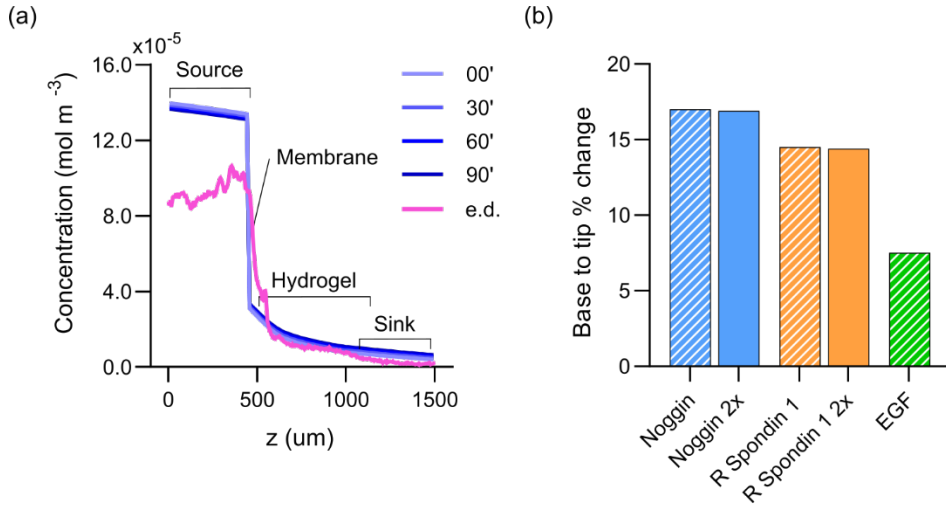 (a)
×10⁻⁵
Concentration (mol m⁻³)
16.0
12.0
8.0
4.0
0.0
Source
Membrane
Hydrogel
Sink
00'
30'
60'
90'
e.d.
0
500
1000
1500
z (um)
(b)
Base to tip % change
20
15
10
5
0
Noggin
Noggin 2x
R Spondin 1
R Spondin 1 2x
EGF